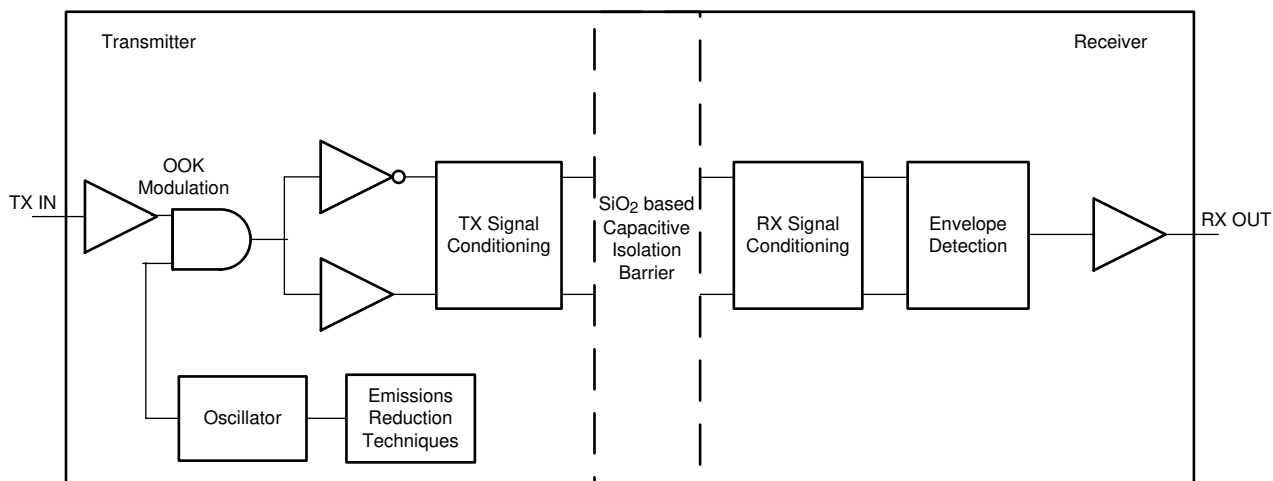 Transmitter
Receiver
OOK
Modulation
TX IN
TX Signal
Conditioning
SiO2 based
Capacitive
Isolation
Barrier
RX Signal
Conditioning
Envelope
Detection
RX OUT
Oscillator
Emissions
Reduction
Techniques